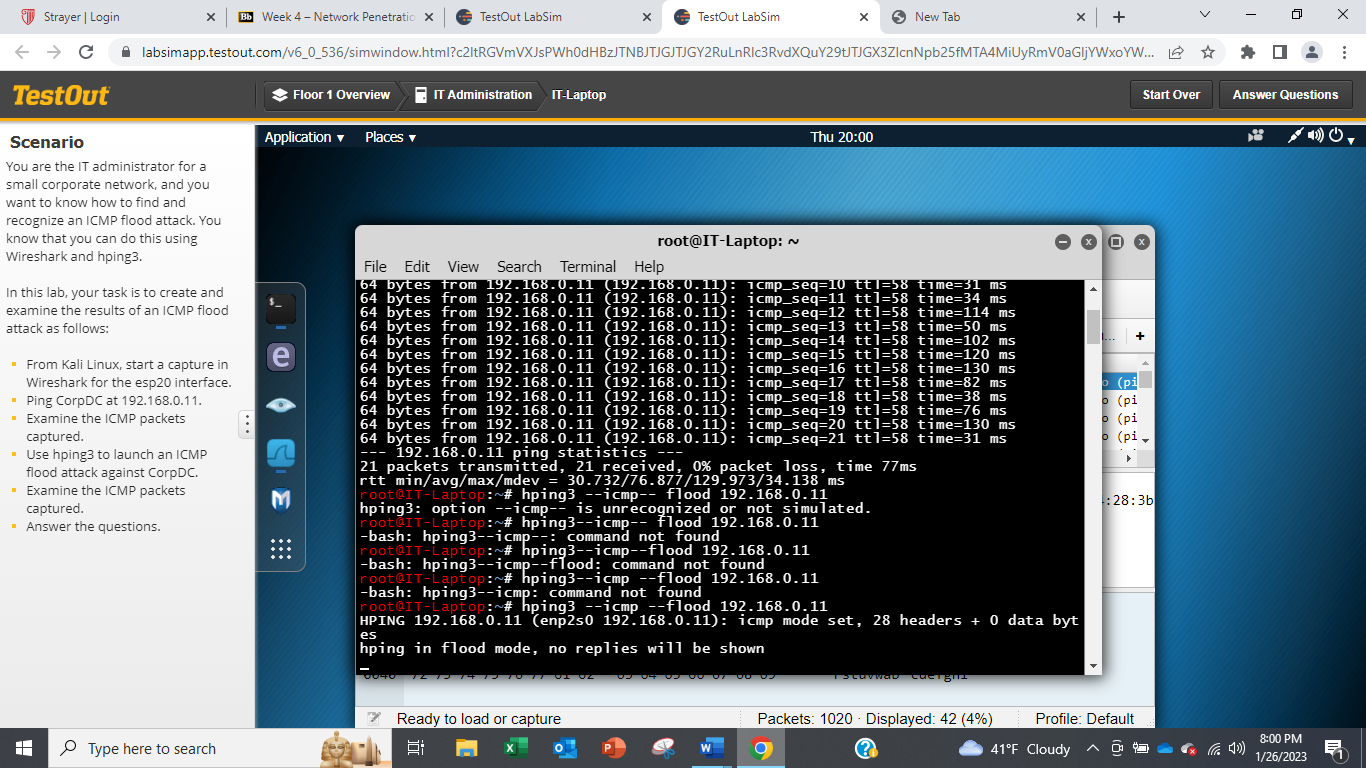 Strayer | Login
Week 4 – Network Penetratio
TestOut LabSim
TestOut LabSim
New Tab
labsimapp.testout.com/v6_0_536/simwindow.html?
TestOut
Floor 1 Overview
IT Administration
IT-Laptop
Start Over
Answer Questions
Scenario
You are the IT administrator for a
small corporate network, and you
want to know how to find and
recognize an ICMP flood attack. You
know that you can do this using
Wireshark and hping3.
In this lab, your task is to create and
examine the results of an ICMP flood
attack as follows:
From Kali Linux, start a capture in
Wireshark for the esp20 interface.
Ping CorpDC at 192.168.0.11.
Examine the ICMP packets
captured.
Use hping3 to launch an ICMP
flood attack against CorpDC.
Examine the ICMP packets
captured.
Answer the questions.
Application ▾
Places ▾
Thu 20:00
root@IT-Laptop: ~
File Edit View Search Terminal Help
64 bytes from 192.168.0.11 (192.168.0.11): icmp_seq=10 ttl=58 time=31 ms
64 bytes from 192.168.0.11 (192.168.0.11): icmp_seq=11 ttl=58 time=34 ms
64 bytes from 192.168.0.11 (192.168.0.11): icmp_seq=12 ttl=58 time=114 ms
64 bytes from 192.168.0.11 (192.168.0.11): icmp_seq=13 ttl=58 time=50 ms
64 bytes from 192.168.0.11 (192.168.0.11): icmp_seq=14 ttl=58 time=102 ms
64 bytes from 192.168.0.11 (192.168.0.11): icmp_seq=15 ttl=58 time=120 ms
64 bytes from 192.168.0.11 (192.168.0.11): icmp_seq=16 ttl=58 time=130 ms
64 bytes from 192.168.0.11 (192.168.0.11): icmp_seq=17 ttl=58 time=82 ms
64 bytes from 192.168.0.11 (192.168.0.11): icmp_seq=18 ttl=58 time=38 ms
64 bytes from 192.168.0.11 (192.168.0.11): icmp_seq=19 ttl=58 time=76 ms
64 bytes from 192.168.0.11 (192.168.0.11): icmp_seq=20 ttl=58 time=130 ms
64 bytes from 192.168.0.11 (192.168.0.11): icmp_seq=21 ttl=58 time=31 ms
--- 192.168.0.11 ping statistics ---
21 packets transmitted, 21 received, 0% packet loss, time 77ms
rtt min/avg/max/mdev = 30.732/76.877/129.973/34.138 ms
root@IT-Laptop:~# hping3 --icmp-- flood 192.168.0.11
hping3: option --icmp-- is unrecognized or not simulated.
root@IT-Laptop:~# hping3--icmp-- flood 192.168.0.11
-bash: hping3--icmp--: command not found
root@IT-Laptop:~# hping3--icmp--flood 192.168.0.11
-bash: hping3--icmp--flood: command not found
root@IT-Laptop:~# hping3--icmp --flood 192.168.0.11
-bash: hping3--icmp: command not found
root@IT-Laptop:~# hping3 --icmp --flood 192.168.0.11
HPING 192.168.0.11 (enp2s0 192.168.0.11): icmp mode set, 28 headers + 0 data byt
es
hping in flood mode, no replies will be shown
o (pi
o (pi
o (pi
o (pi
:28:3b
Ready to load or capture
Packets: 1020 · Displayed: 42 (4%)
Profile: Default
Type here to search
41°F Cloudy
8:00 PM
1/26/2023
1